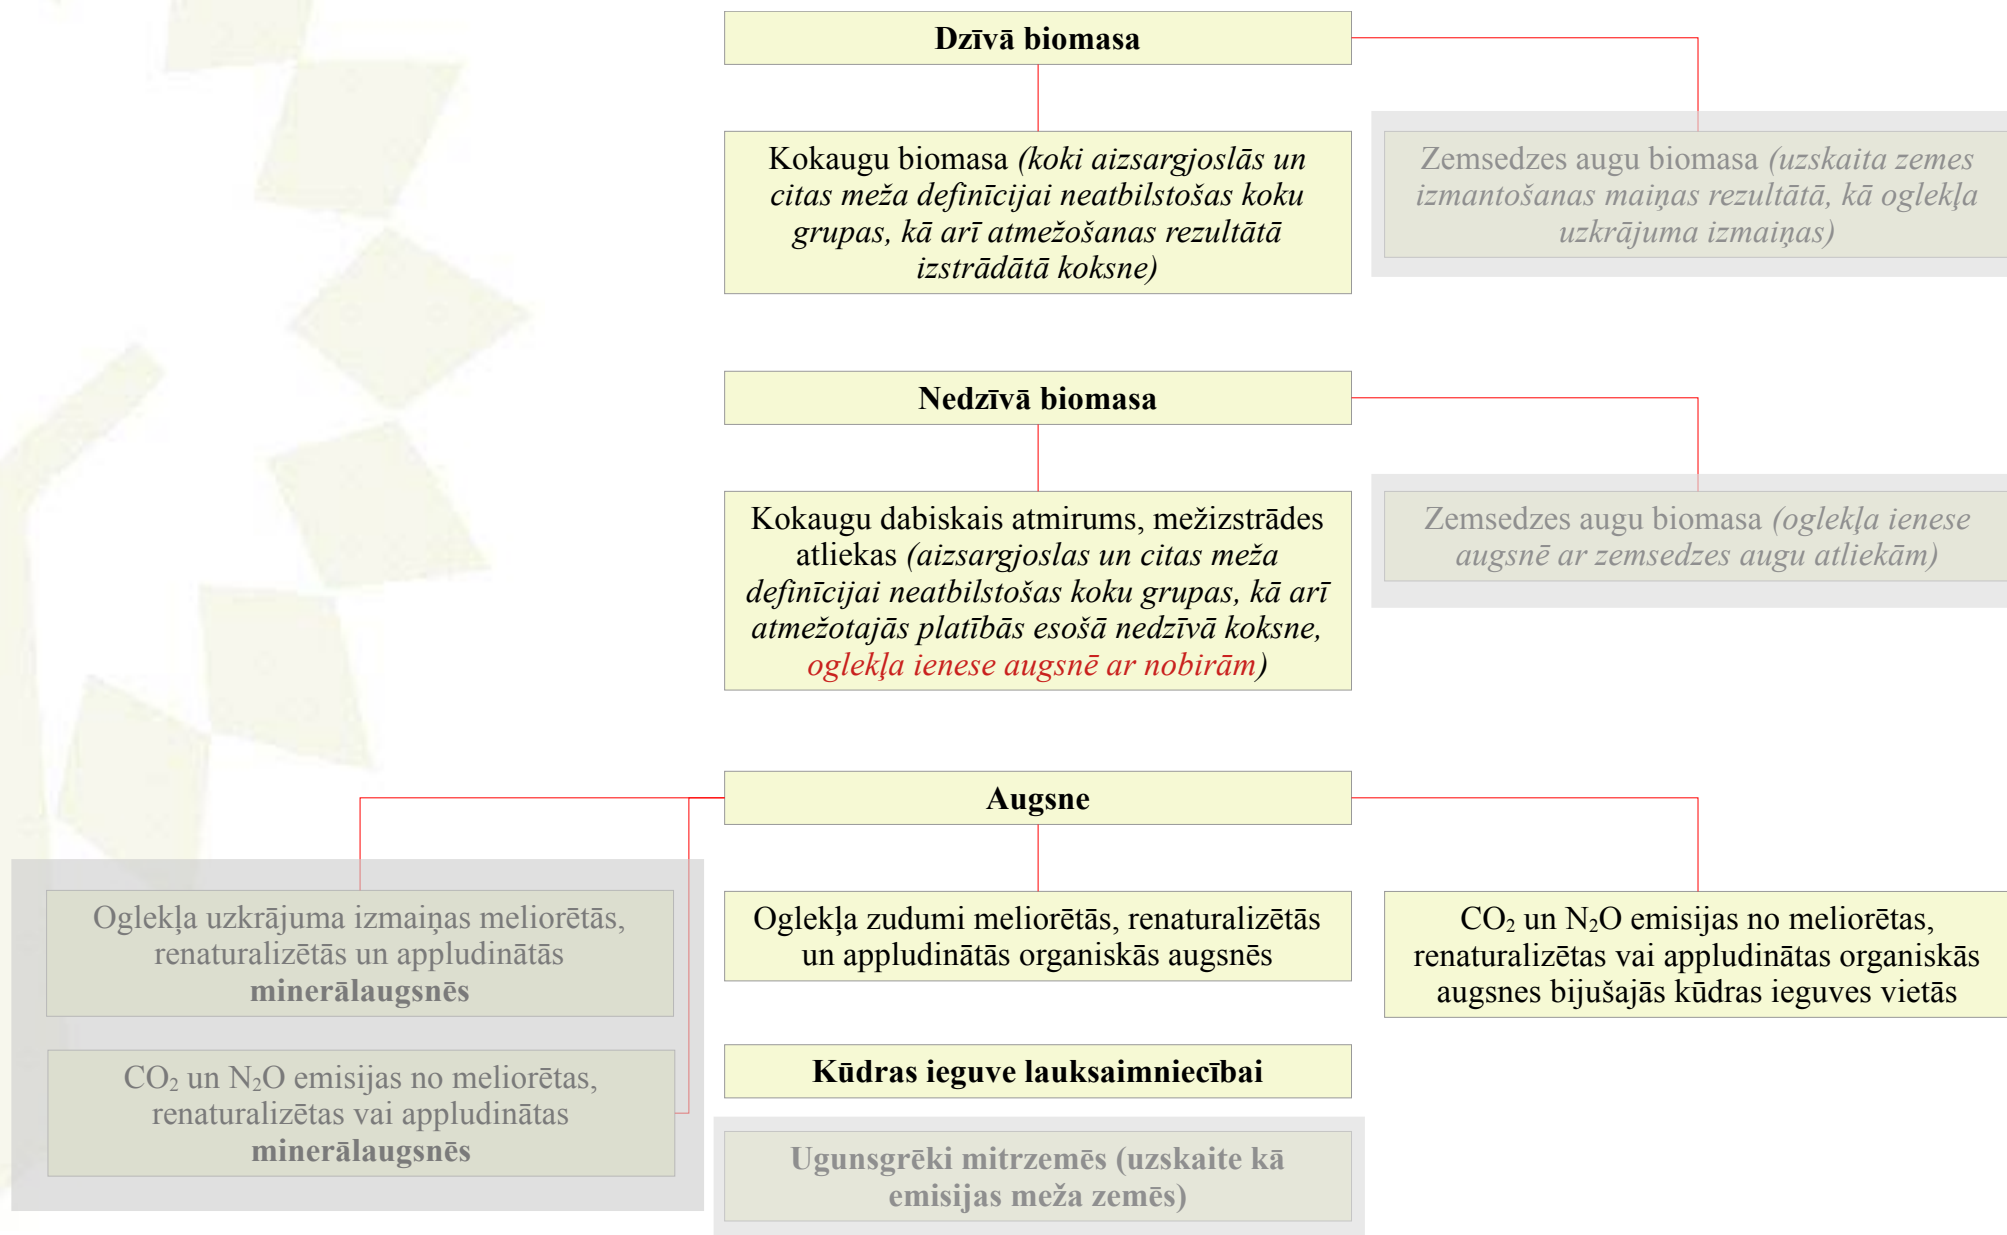 Dzīvā biomasa
Kokaugu biomasa (koki aizsargjoslās un
citas meža definīcijai neatbilstošas koku
grupas, kā arī atmežošanas rezultātā
izstrādātā koksne)
Zemsedzes augu biomasa (uzskaita zemes
izmantošanas maiņas rezultātā, kā oglekļa
uzkrājuma izmaiņas)
Nedzīvā biomasa
Kokaugu dabiskais atmirums, mežizstrādes
atliekas (aizsargjoslas un citas meža
definīcijai neatbilstošas koku grupas, kā arī
atmežotajās platībās esošā nedzīvā koksne,
oglekļa ienese augsnē ar nobirām)
Zemsedzes augu biomasa (oglekļa ienese
augsnē ar zemsedzes augu atliekām)
Augsne
Oglekļa uzkrājuma izmaiņas meliorētās,
renaturalizētās un appludinātās
minerālaugsnēs
Oglekļa zudumi meliorētās, renaturalizētās
un appludinātās organiskās augsnēs
CO₂ un N₂O emisijas no meliorētas,
renaturalizētas vai appludinātas organiskās
augsnes bijušajās kūdras ieguves vietās
CO₂ un N₂O emisijas no meliorētas,
renaturalizētas vai appludinātas
minerālaugsnēs
Kūdras ieguve lauksaimniecībai
Ugunsgrēki mitrzemēs (uzskaite kā
emisijas meža zemēs)